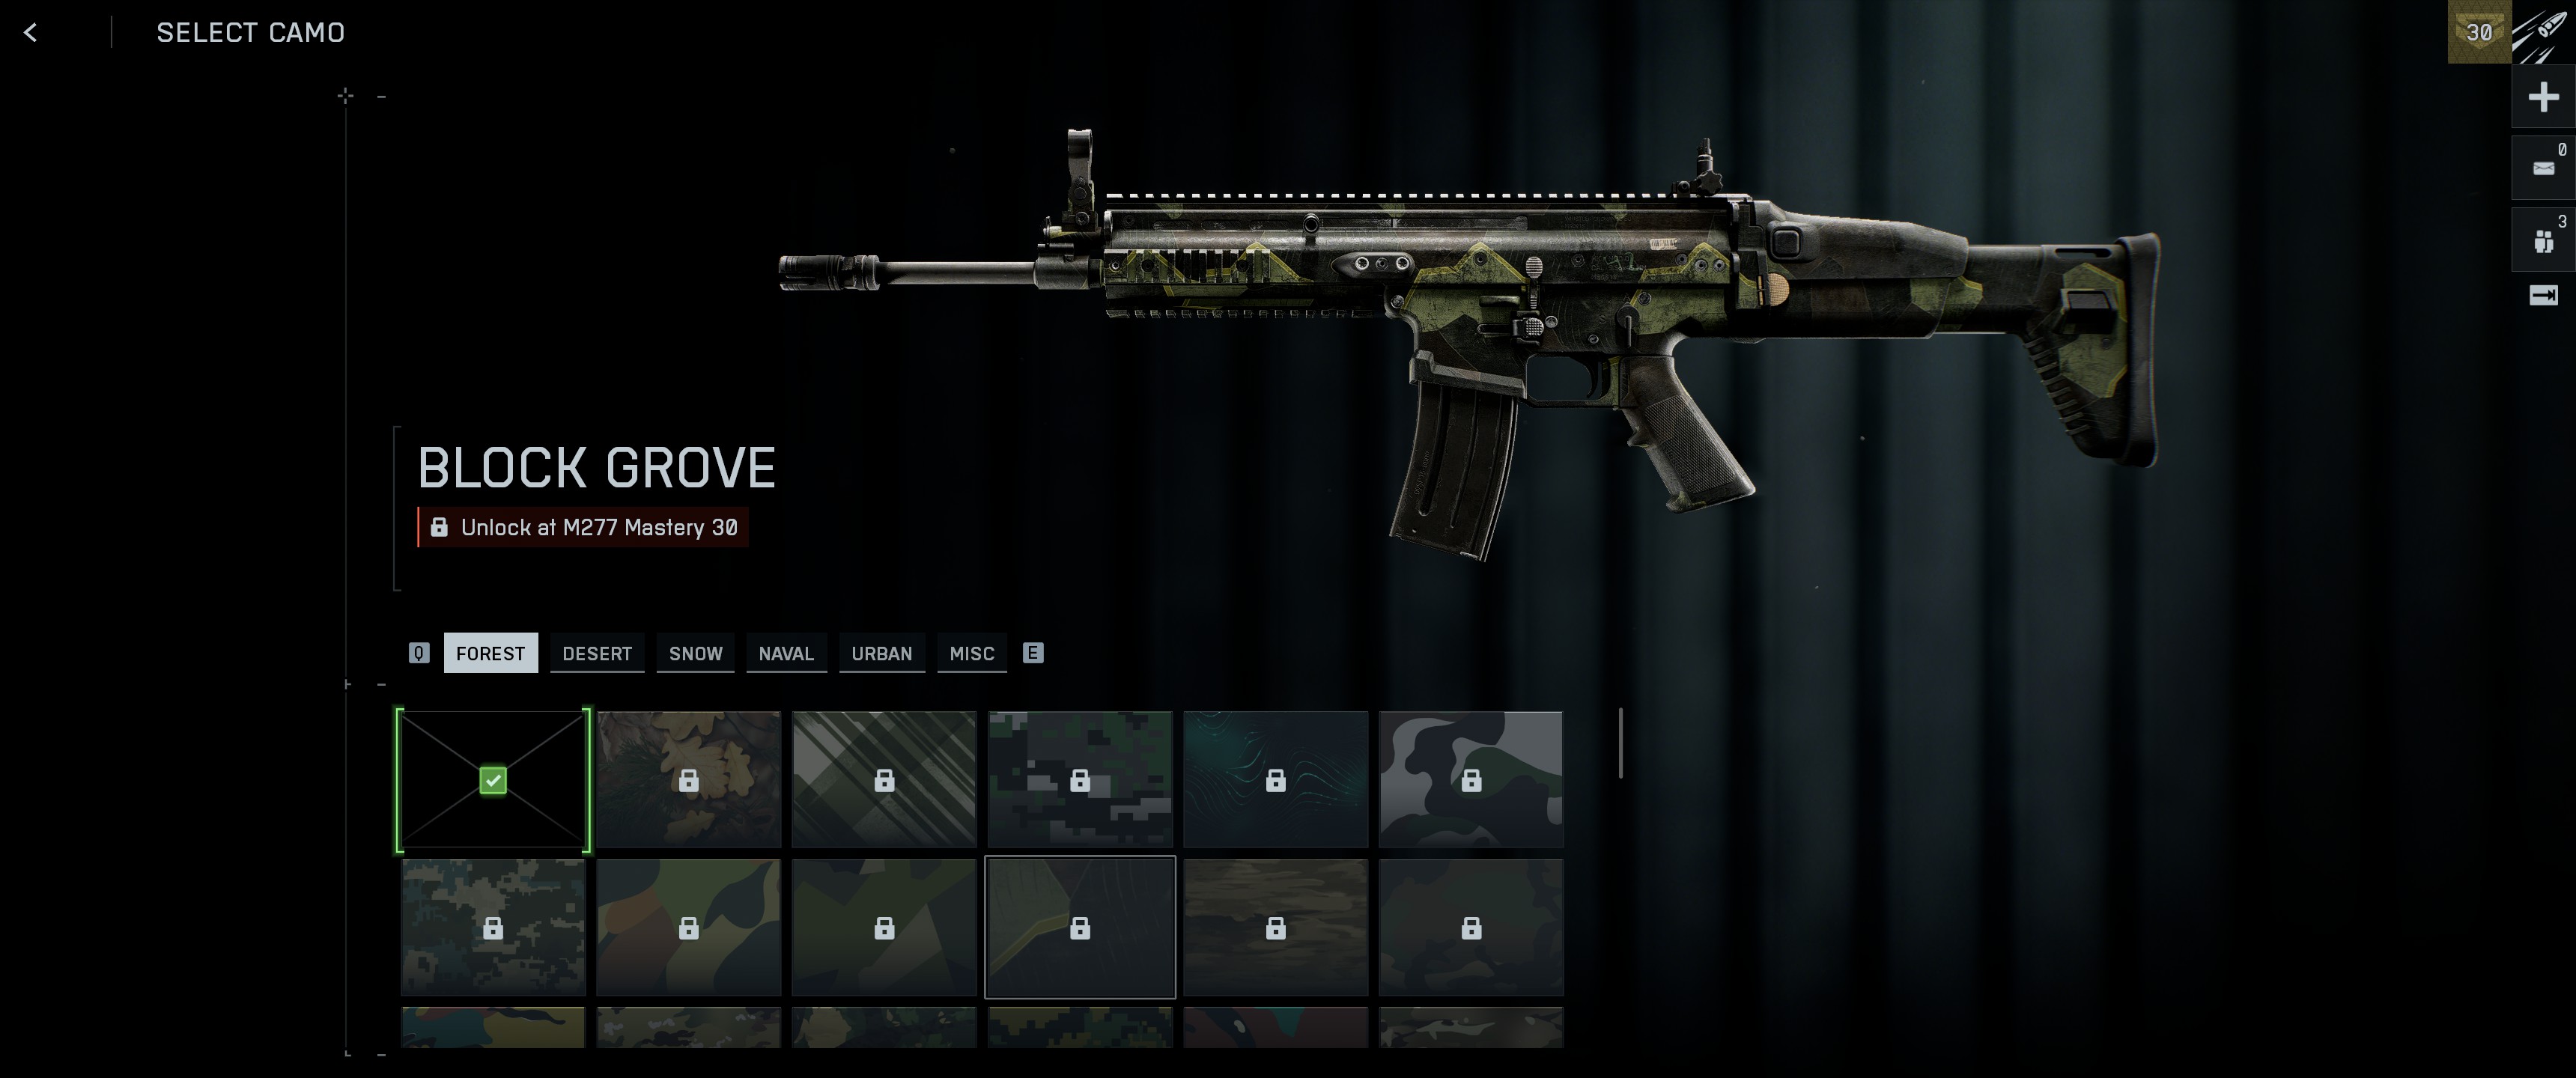 SELECT CAMO
30
0
3
BLOCK GROVE
Unlock at M277 Mastery 30
Q FOREST DESERT SNOW NAVAL URBAN MISC E